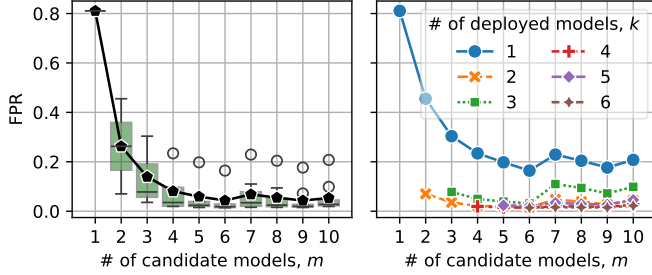 0.8
0.6
0.4
0.2
0.0
FPR
1 2 3 4 5 6 7 8 9 10
# of candidate models, m
# of deployed models, k
1 4
2 5
3 6
1 2 3 4 5 6 7 8 9 10
# of candidate models, m